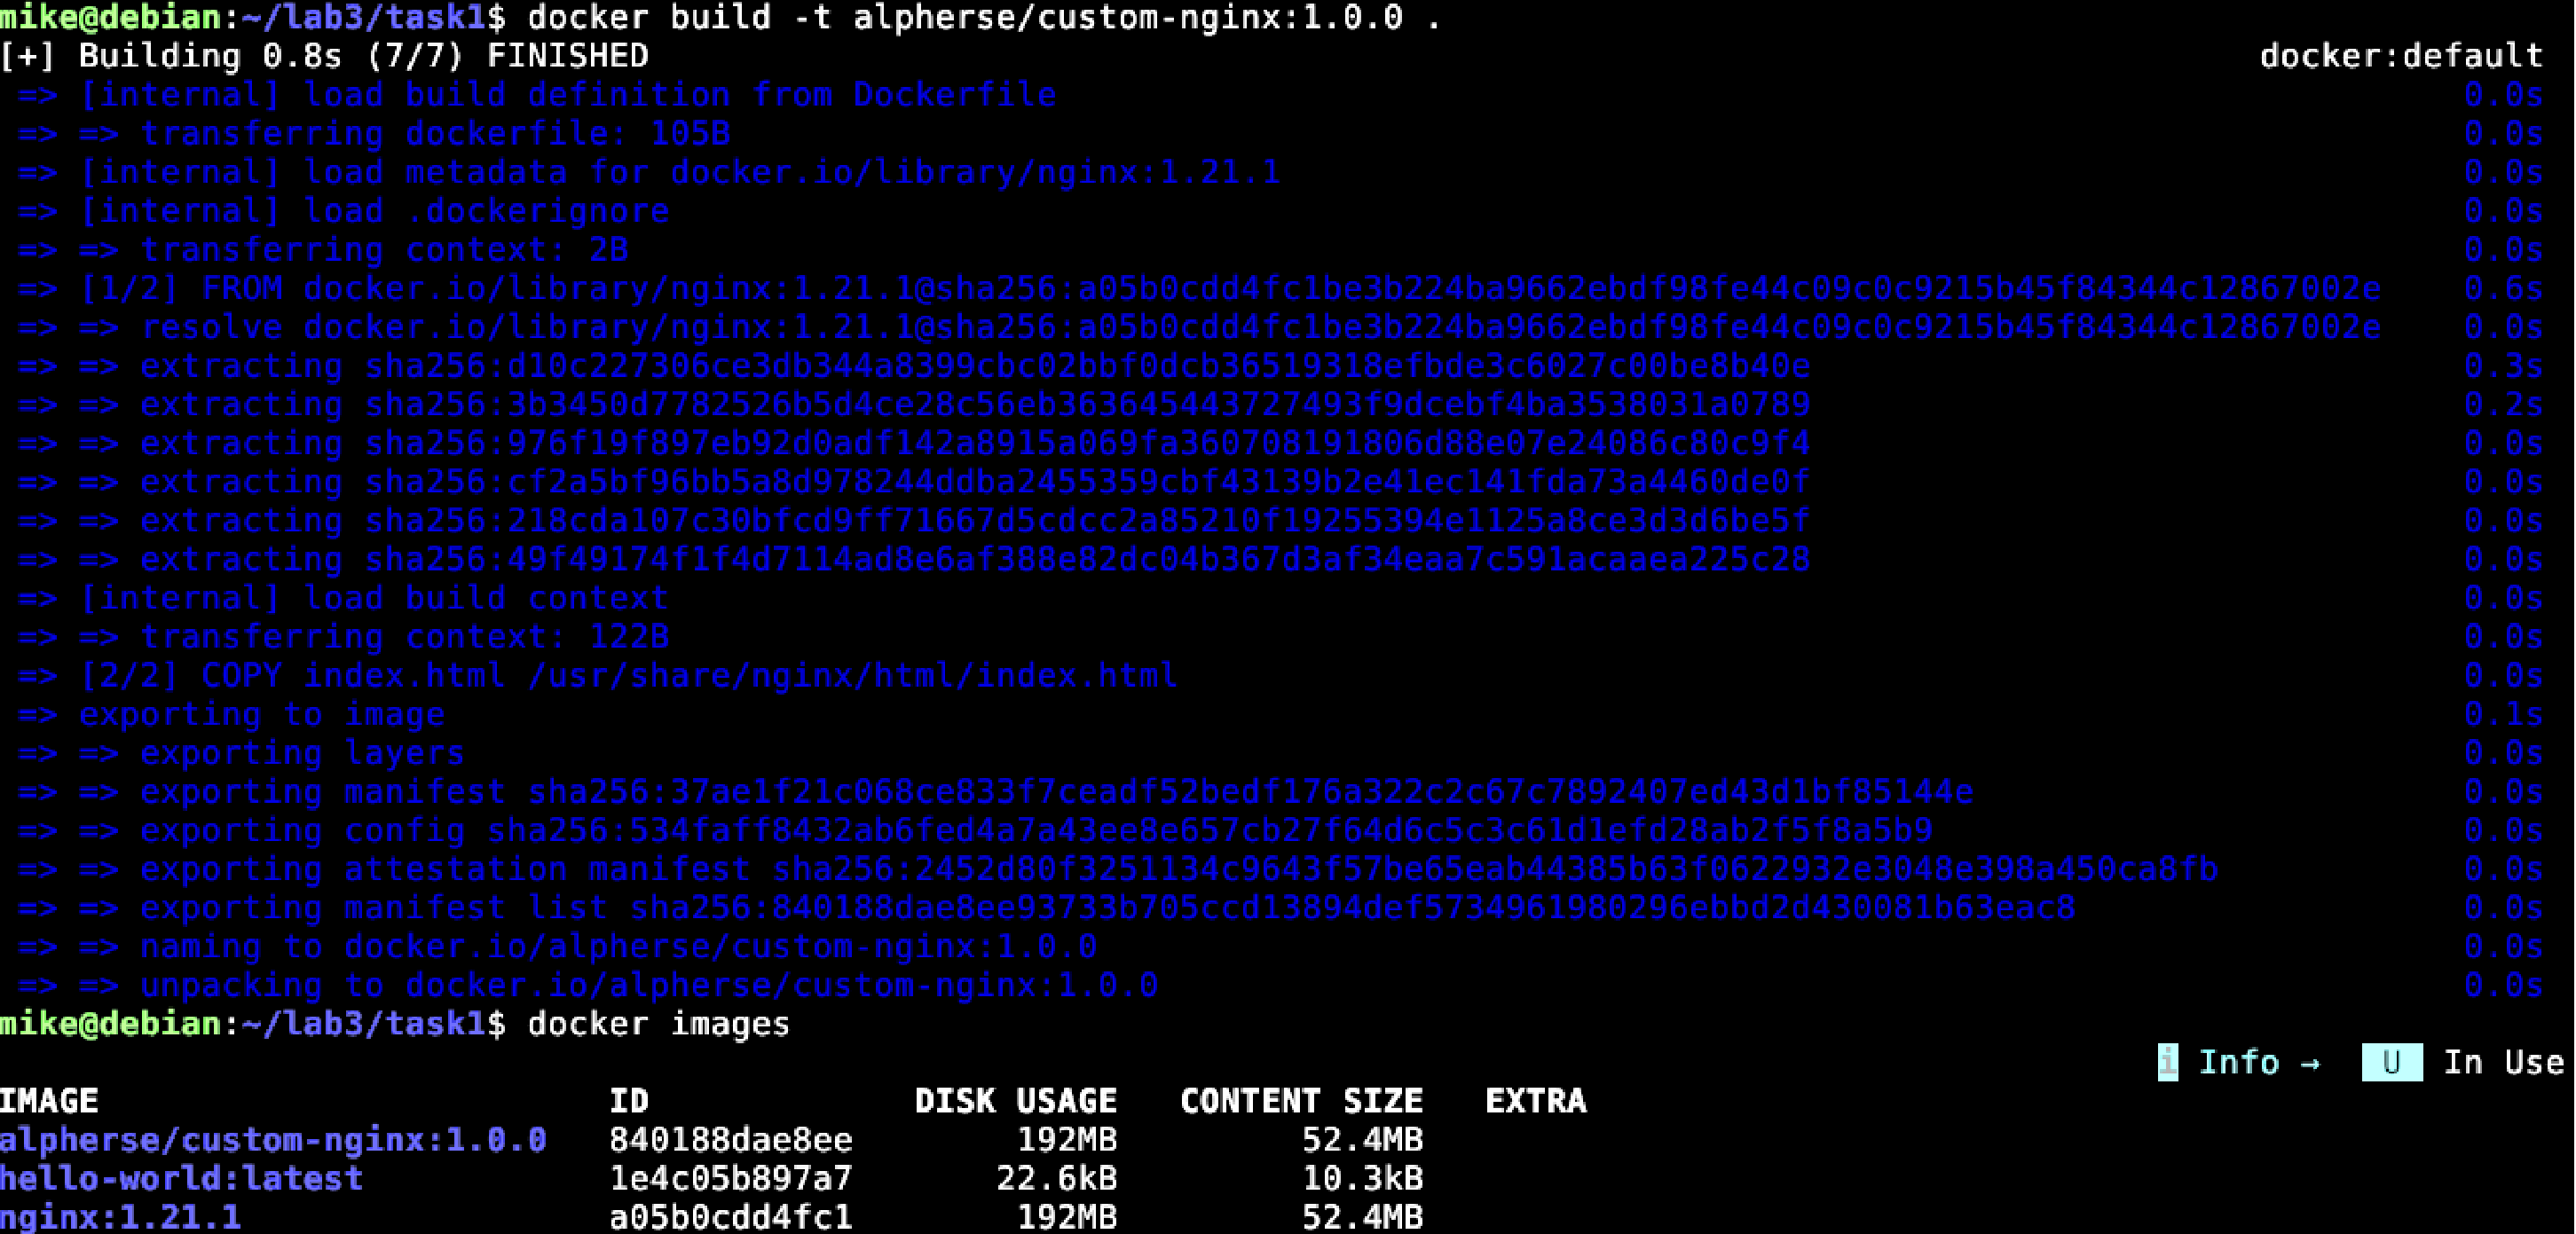 mike@debian:~/lab3/task1$ docker build -t alpherse/custom-nginx:1.0.0 .
[+] Building 0.8s (7/7) FINISHED docker:default
=> [internal] load build definition from Dockerfile 0.0s
=> => transferring dockerfile: 105B 0.0s
=> [internal] load metadata for docker.io/library/nginx:1.21.1 0.0s
=> [internal] load .dockerignore 0.0s
=> => transferring context: 2B 0.0s
=> [1/2] FROM docker.io/library/nginx:1.21.1@sha256:a05b0cdd4fc1be3b224ba9662ebdf98fe44c09c0c9215b45f84344c12867002e 0.6s
=> => resolve docker.io/library/nginx:1.21.1@sha256:a05b0cdd4fc1be3b224ba9662ebdf98fe44c09c0c9215b45f84344c12867002e 0.0s
=> => extracting sha256:d10c227306ce3db344a8399cbc02bbf0dcb36519318efbde3c6027c00be8b40e 0.3s
=> => extracting sha256:3b3450d7782526b5d4ce28c56eb363645443727493f9dcebf4ba3538031a0789 0.2s
=> => extracting sha256:976f19f897eb92d0adf142a8915a069fa360708191806d88e07e24086c80c9f4 0.0s
=> => extracting sha256:cf2a5bf96bb5a8d978244ddba2455359cbf43139b2e41ec141fda73a4460de0f 0.0s
=> => extracting sha256:218cda107c30bfcd9ff71667d5cdcc2a85210f19255394e1125a8ce3d3d6be5f 0.0s
=> => extracting sha256:49f49174f1f4d7114ad8e6af388e82dc04b367d3af34eaa7c591acaaea225c28 0.0s
=> [internal] load build context 0.0s
=> => transferring context: 122B 0.0s
=> [2/2] COPY index.html /usr/share/nginx/html/index.html 0.0s
=> exporting to image 0.1s
=> => exporting layers 0.0s
=> => exporting manifest sha256:37ae1f21c068ce833f7ceadf52bedf176a322c2c67c7892407ed43d1bf85144e 0.0s
=> => exporting config sha256:534faff8432ab6fed4a7a43ee8e657cb27f64d6c5c3c61d1efd28ab2f5f8a5b9 0.0s
=> => exporting attestation manifest sha256:2452d80f3251134c9643f57be65eab44385b63f0622932e3048e398a450ca8fb 0.0s
=> => exporting manifest list sha256:840188dae8ee93733b705ccd13894def5734961980296ebbd2d430081b63eac8 0.0s
=> => naming to docker.io/alpherse/custom-nginx:1.0.0 0.0s
=> => unpacking to docker.io/alpherse/custom-nginx:1.0.0 0.0s
mike@debian:~/lab3/task1$ docker images
i Info → U In Use
IMAGE ID DISK USAGE CONTENT SIZE EXTRA
alpherse/custom-nginx:1.0.0 840188dae8ee 192MB 52.4MB
hello-world:latest 1e4c05b897a7 22.6kB 10.3kB
nginx:1.21.1 a05b0cdd4fc1 192MB 52.4MB